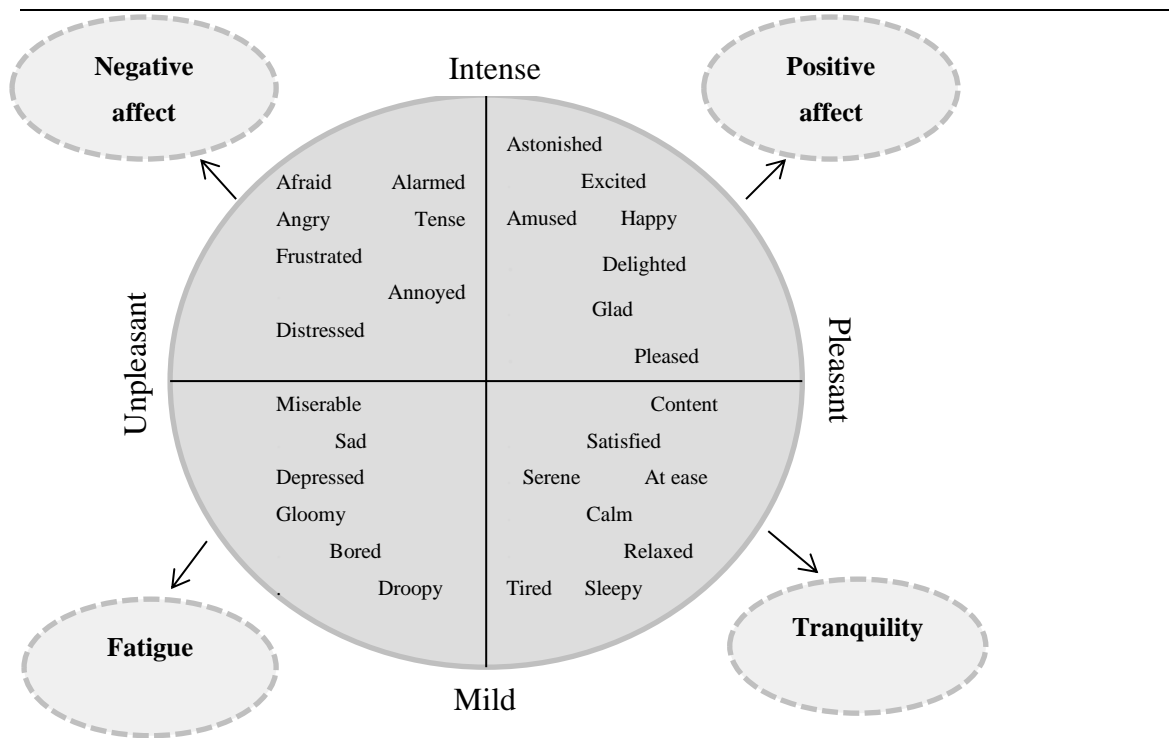 Negative
affect
Intense
Positive
affect
Astonished
Afraid Alarmed
Excited
Angry Tense
Amused Happy
Frustrated
Delighted
Annoyed
Glad
Distressed
Pleased
Unpleasant
Pleasant
Miserable
Content
Sad
Satisfied
Depressed
Serene At ease
Gloomy
Calm
Bored
Relaxed
. Droopy
Tired Sleepy
Fatigue
Tranquility
Mild